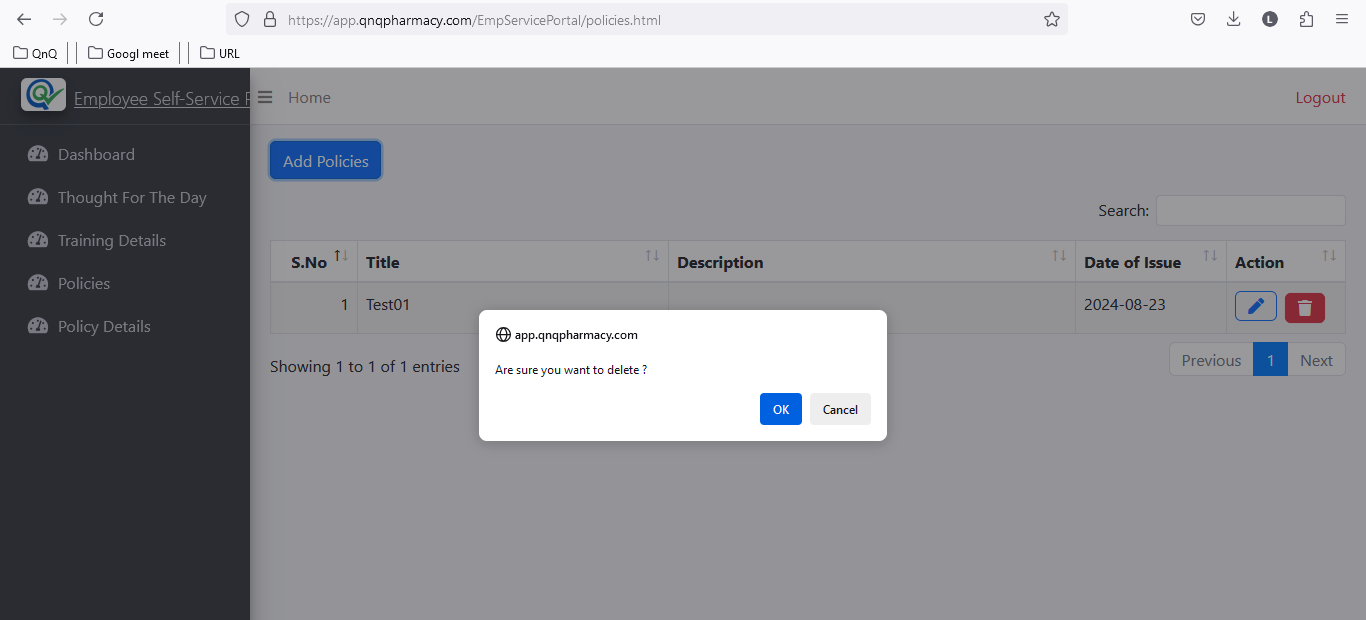 https://app.qnqpharmacy.com/EmpServicePortal/policies.html
L
QnQ
Googl meet
URL
Employee Self-Service P
Home
Logout
Dashboard
Thought For The Day
Training Details
Policies
Policy Details
Add Policies
Search:
S.No Title Description Date of Issue Action
1 Test01 2024-08-23
Showing 1 to 1 of 1 entries
Previous 1 Next
app.qnqpharmacy.com
Are sure you want to delete ?
OK Cancel